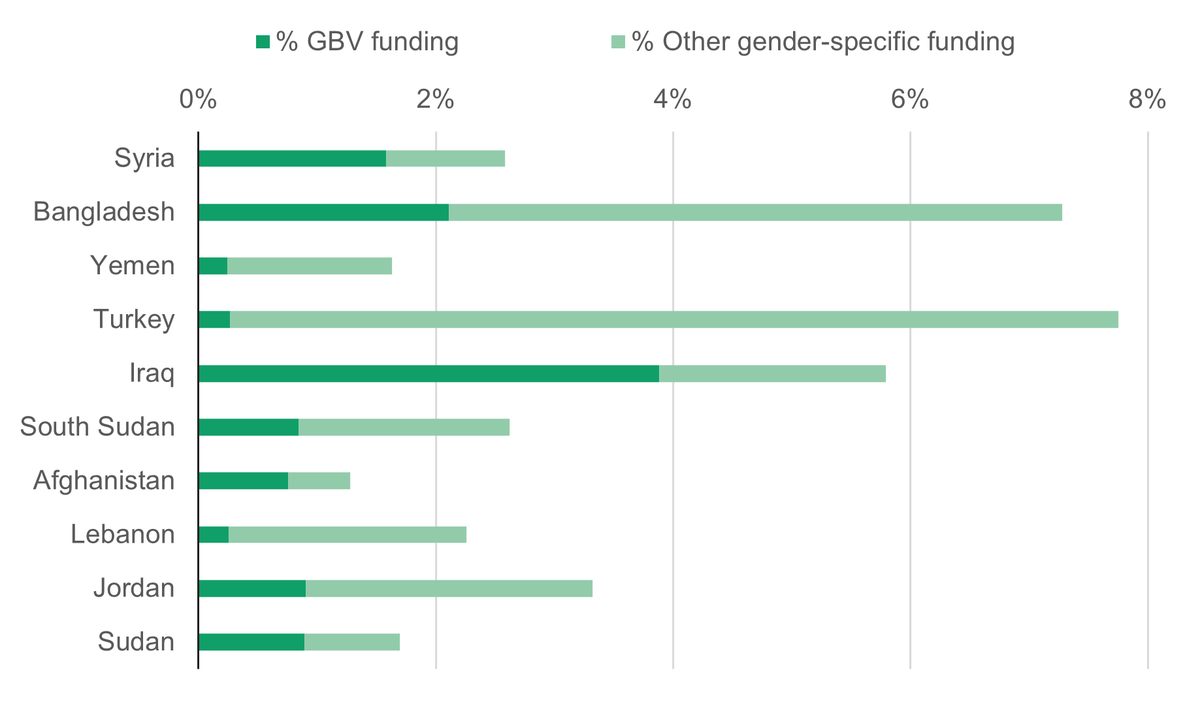 % GBV funding % Other gender-specific funding
0% 2% 4% 6% 8%
Syria
Bangladesh
Yemen
Turkey
Iraq
South Sudan
Afghanistan
Lebanon
Jordan
Sudan